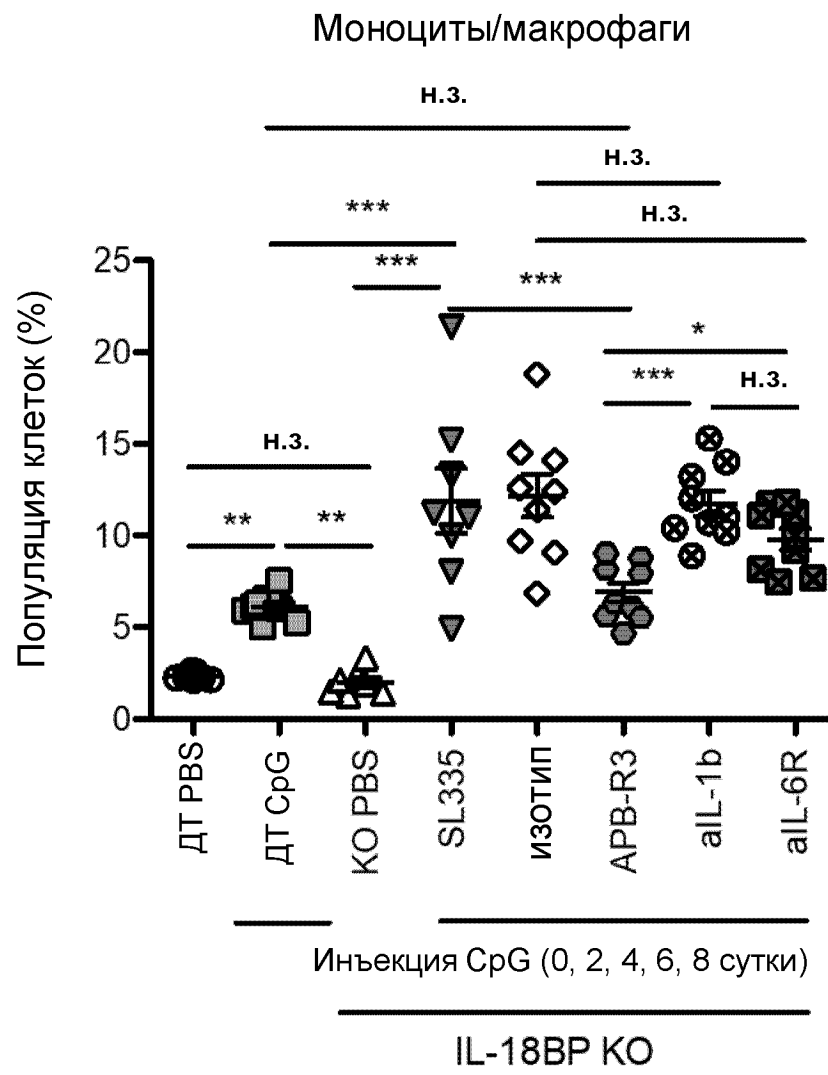 Моноциты/макрофаги
н.з.
н.з.
***
н.з.
***
***
*
***
н.з.
н.з.
**
**
Популяция клеток (%)
25
20
15
10
5
0
ДТ PBS
ДТ CpG
KO PBS
SL335
изотип
APB-R3
aIL-1b
aIL-6R
Инъекция CpG (0, 2, 4, 6, 8 сутки)
IL-18BP KO